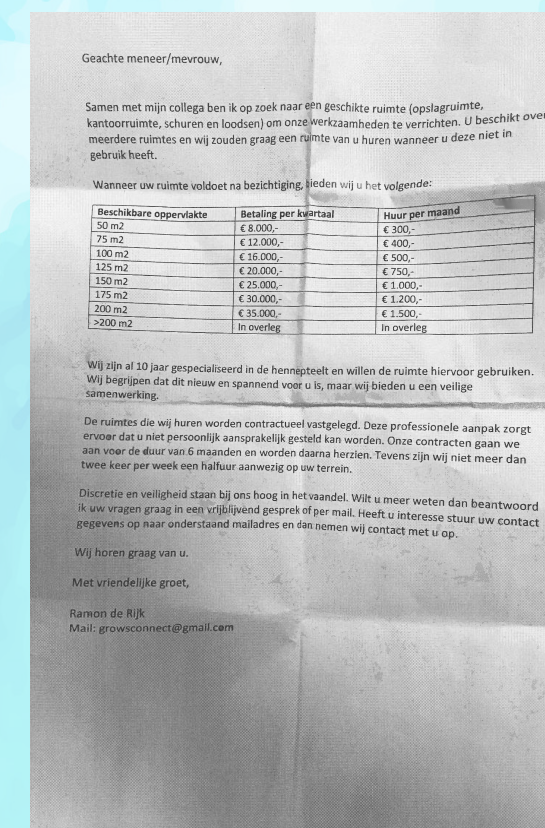 Geachte meneer/mevrouw,
Samen met mijn collega ben ik op zoek naar een geschikte ruimte (opslagruimte,
kantoorruimte, schuren en loodsen) om onze werkzaamheden te verrichten. U beschikt over
meerdere ruimtes en wij zouden graag een ruimte van u huren wanneer u deze niet in
gebruik heeft.
Wanneer uw ruimte voldoet na bezichtiging, bieden wij u het volgende:
Beschikbare oppervlakte Betaling per kwartaal Huur per maand
50 m2 € 8.000,- € 300,-
75 m2 € 12.000,- € 400,-
100 m2 € 16.000,- € 500,-
125 m2 € 20.000,- € 750,-
150 m2 € 25.000,- € 1.000,-
175 m2 € 30.000,- € 1.200,-
200 m2 € 35.000,- € 1.500,-
>200 m2 In overleg In overleg
Wij zijn al 10 jaar gespecialiseerd in de hennepteelt en willen de ruimte hiervoor gebruiken.
Wij begrijpen dat dit nieuw en spannend voor u is, maar wij bieden u een veilige
samenwerking.
De ruimtes die wij huren worden contractueel vastgelegd. Deze professionele aanpak zorgt
ervoor dat u niet persoonlijk aansprakelijk gesteld kan worden. Onze contracten gaan we
aan voor de duur van 6 maanden en worden daarna herzien. Tevens zijn wij niet meer dan
twee keer per week een halfuur aanwezig op uw terrein.
Discretie en veiligheid staan bij ons hoog in het vaandel. Wilt u meer weten dan beantwoord
ik uw vragen graag in een vrijblijvend gesprek of per mail. Heeft u interesse stuur uw contact
gegevens op naar onderstaand mailadres en dan nemen wij contact met u op.
Wij horen graag van u.
Met vriendelijke groet,
Ramon de Rijk
Mail: growsconnect@gmail.com